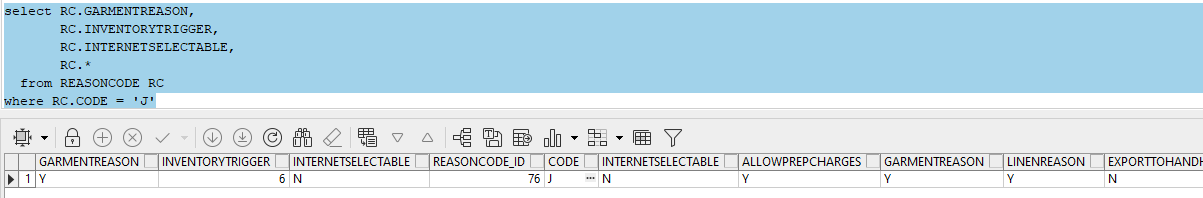 select RC.GARMENTREASON,
RC.INVENTORYTRIGGER,
RC.INTERNETSELECTABLE,
RC.*
from REASONCODE RC
where RC.CODE = 'J'
GARMENTREASON INVENTORYTRIGGER INTERNETSELECTABLE REASONCODE_ID CODE INTERNETSELECTABLE ALLOWPREPCHARGES GARMENTREASON LINENREASON EXPORTTOHANDH
1 Y 6 N 76 J ... N Y Y Y N